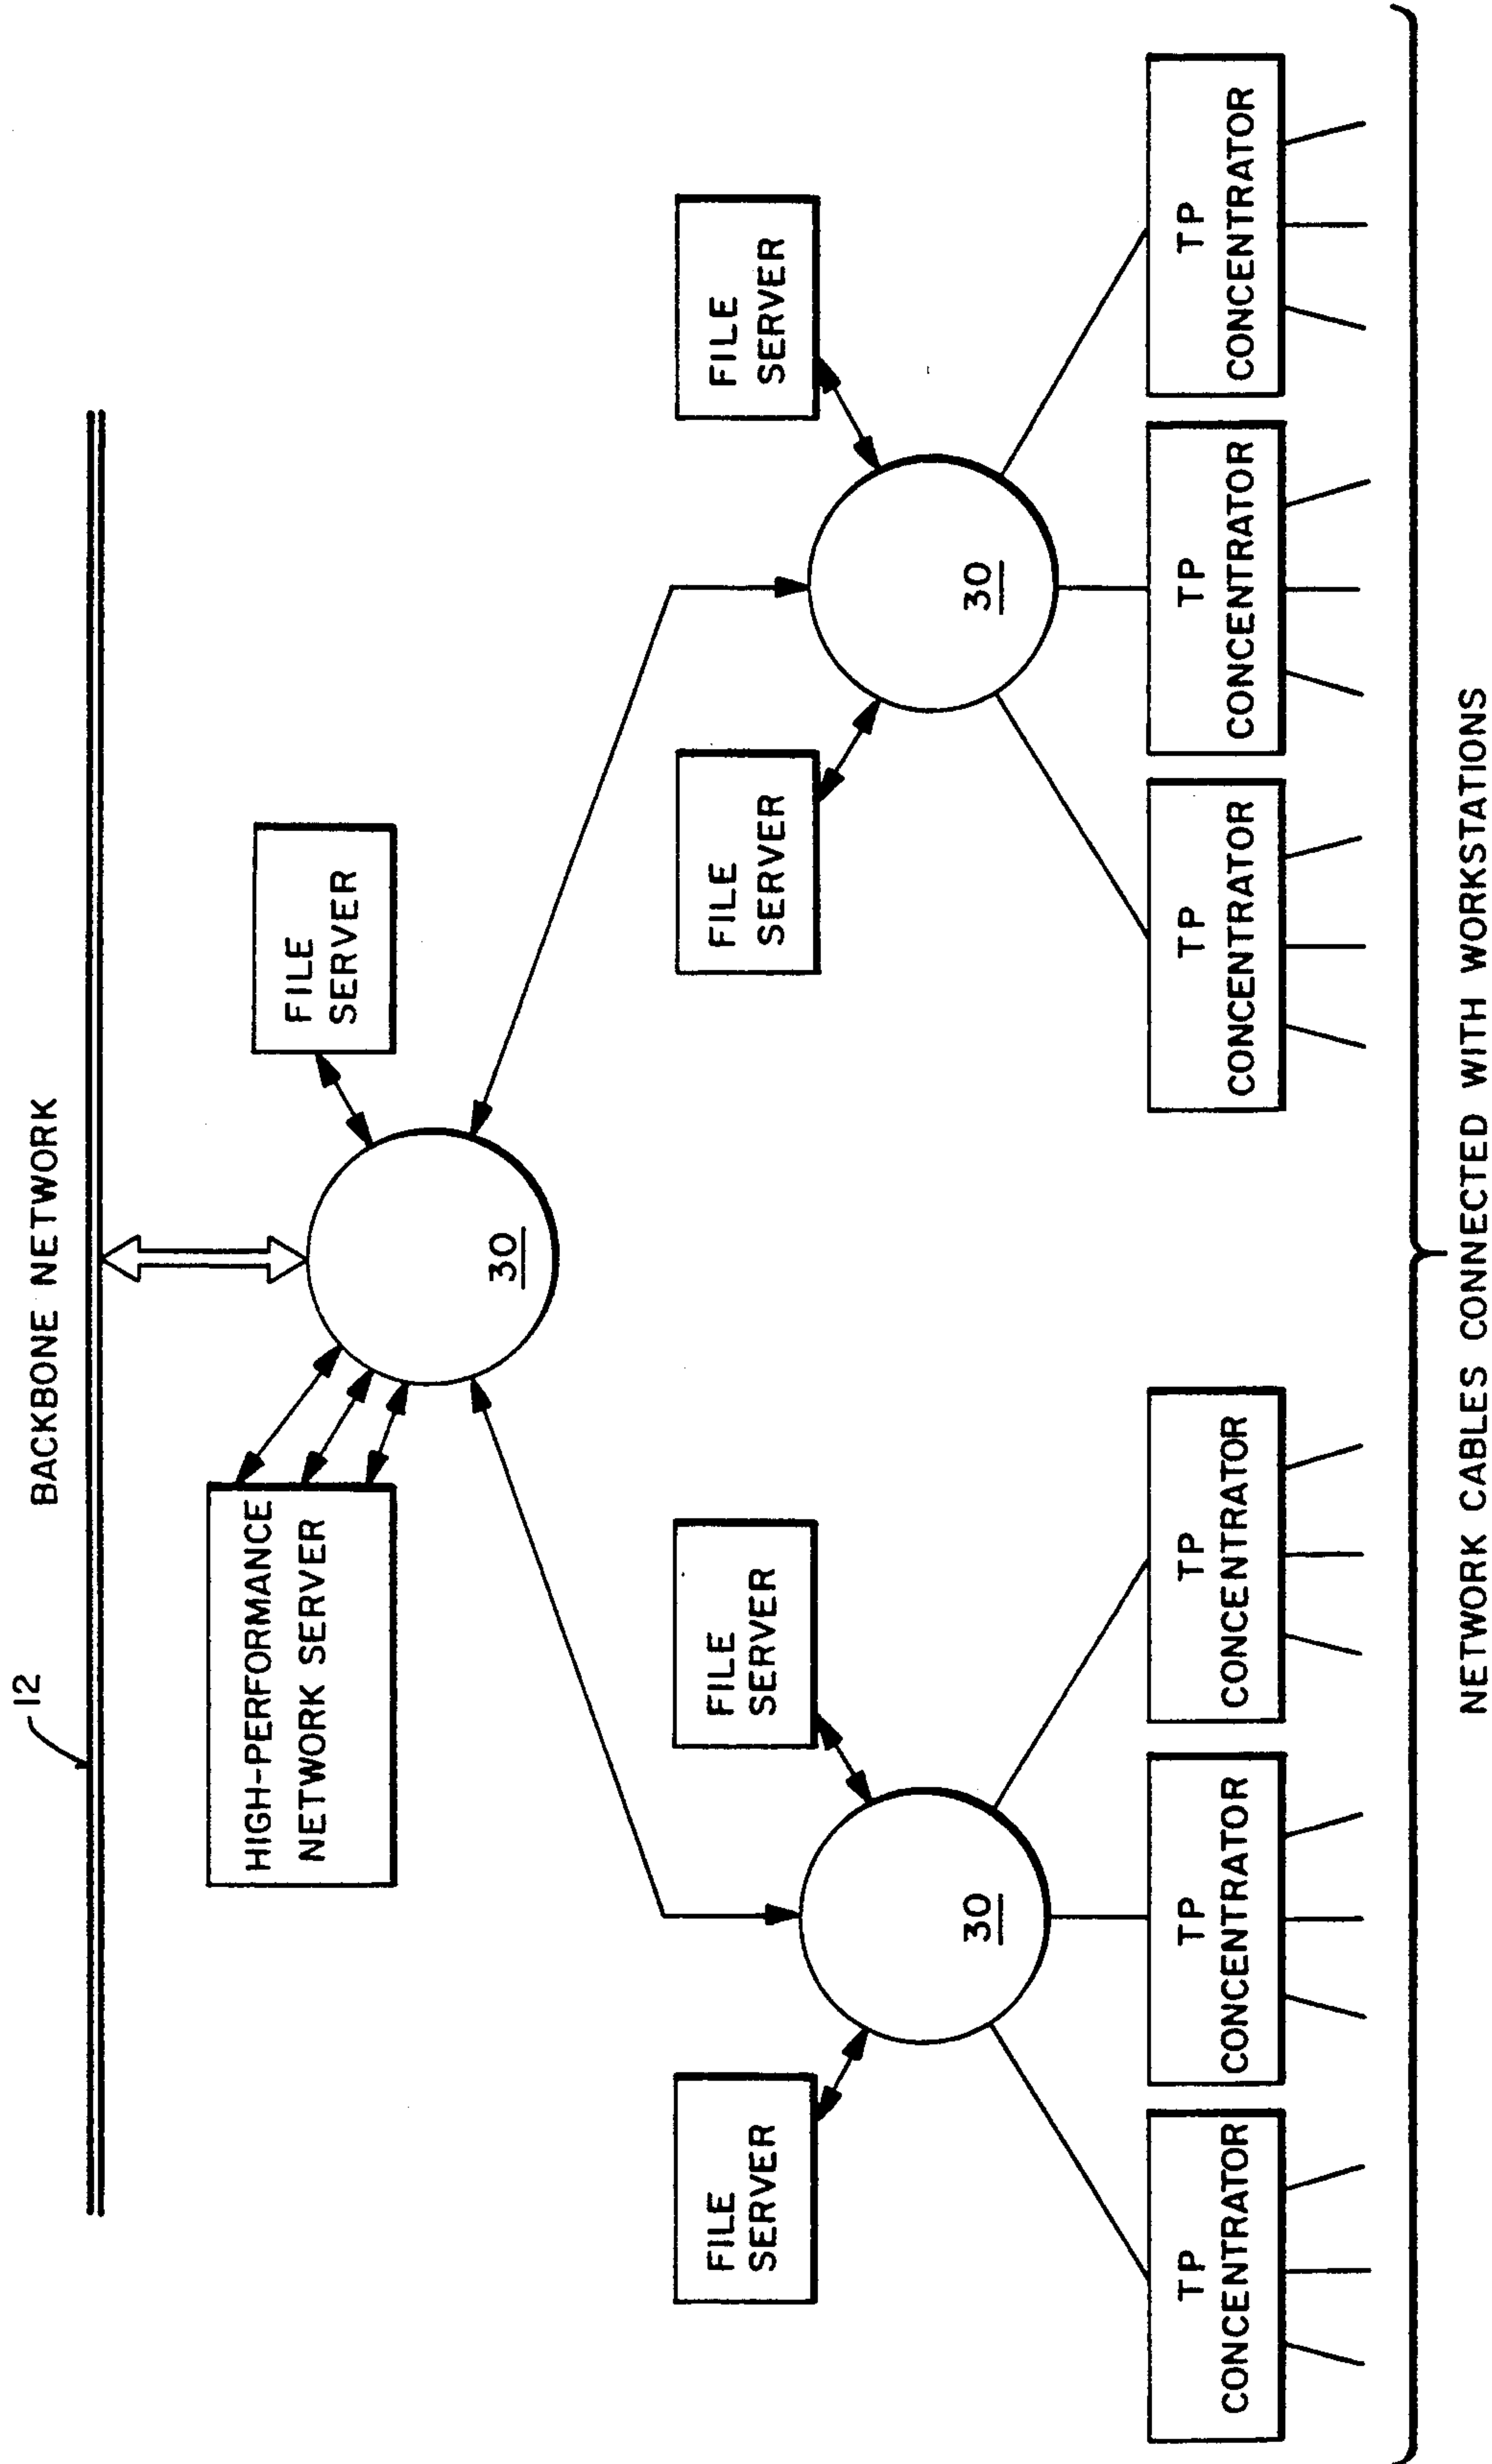 12
BACKBONE NETWORK
HIGH-PERFORMANCE
NETWORK SERVER
FILE
SERVER
30
FILE
SERVER
FILE
SERVER
FILE
SERVER
FILE
SERVER
30
30
TP
CONCENTRATOR
TP
CONCENTRATOR
TP
CONCENTRATOR
TP
CONCENTRATOR
TP
CONCENTRATOR
TP
CONCENTRATOR
NETWORK CABLES CONNECTED WITH WORKSTATIONS